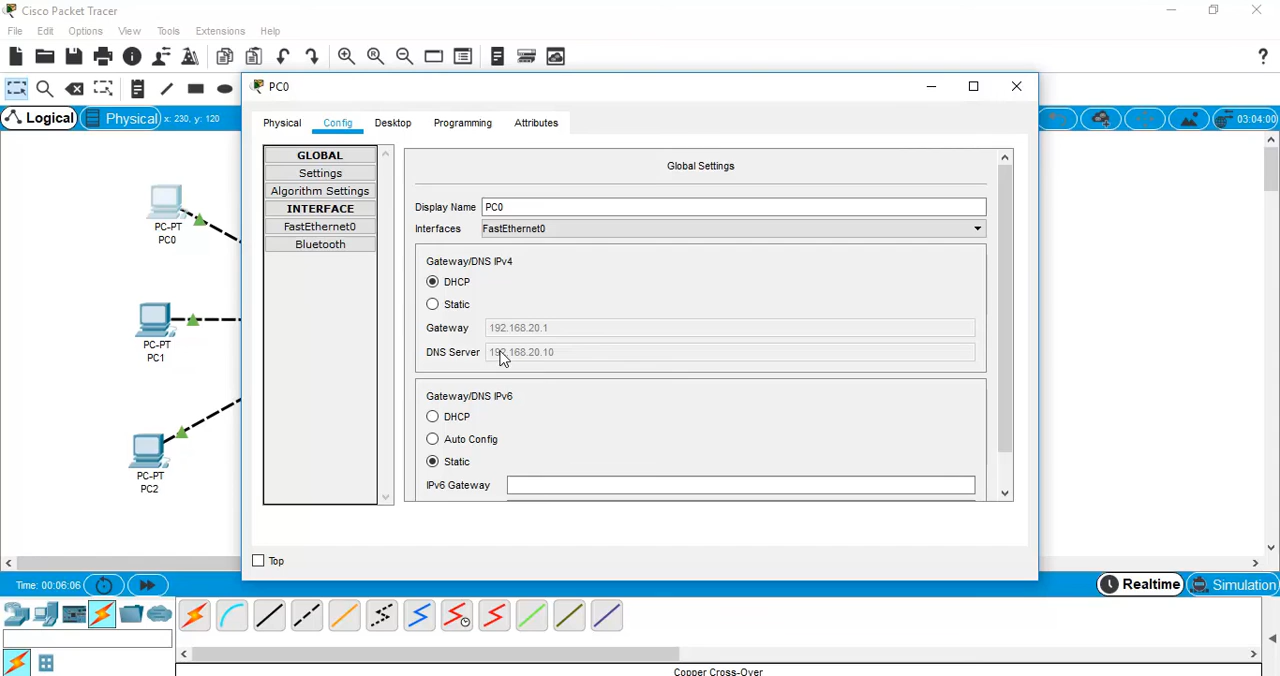 Cisco Packet Tracer
File Edit Options View Tools Extensions Help
PC0
Logical Physical x: 230, y: 120
03:04:00
Physical Config Desktop Programming Attributes
GLOBAL
Settings
Algorithm Settings
INTERFACE
FastEthernet0
Bluetooth
Global Settings
Display Name PC0
Interfaces FastEthernet0
Gateway/DNS IPv4
DHCP
Static
Gateway 192.168.20.1
DNS Server 192.168.20.10
Gateway/DNS IPv6
DHCP
Auto Config
Static
IPv6 Gateway
Top
PC-PT
PC0
PC-PT
PC1
PC-PT
PC2
Time: 00:06:06
Realtime Simulation
Copper Cross-Over